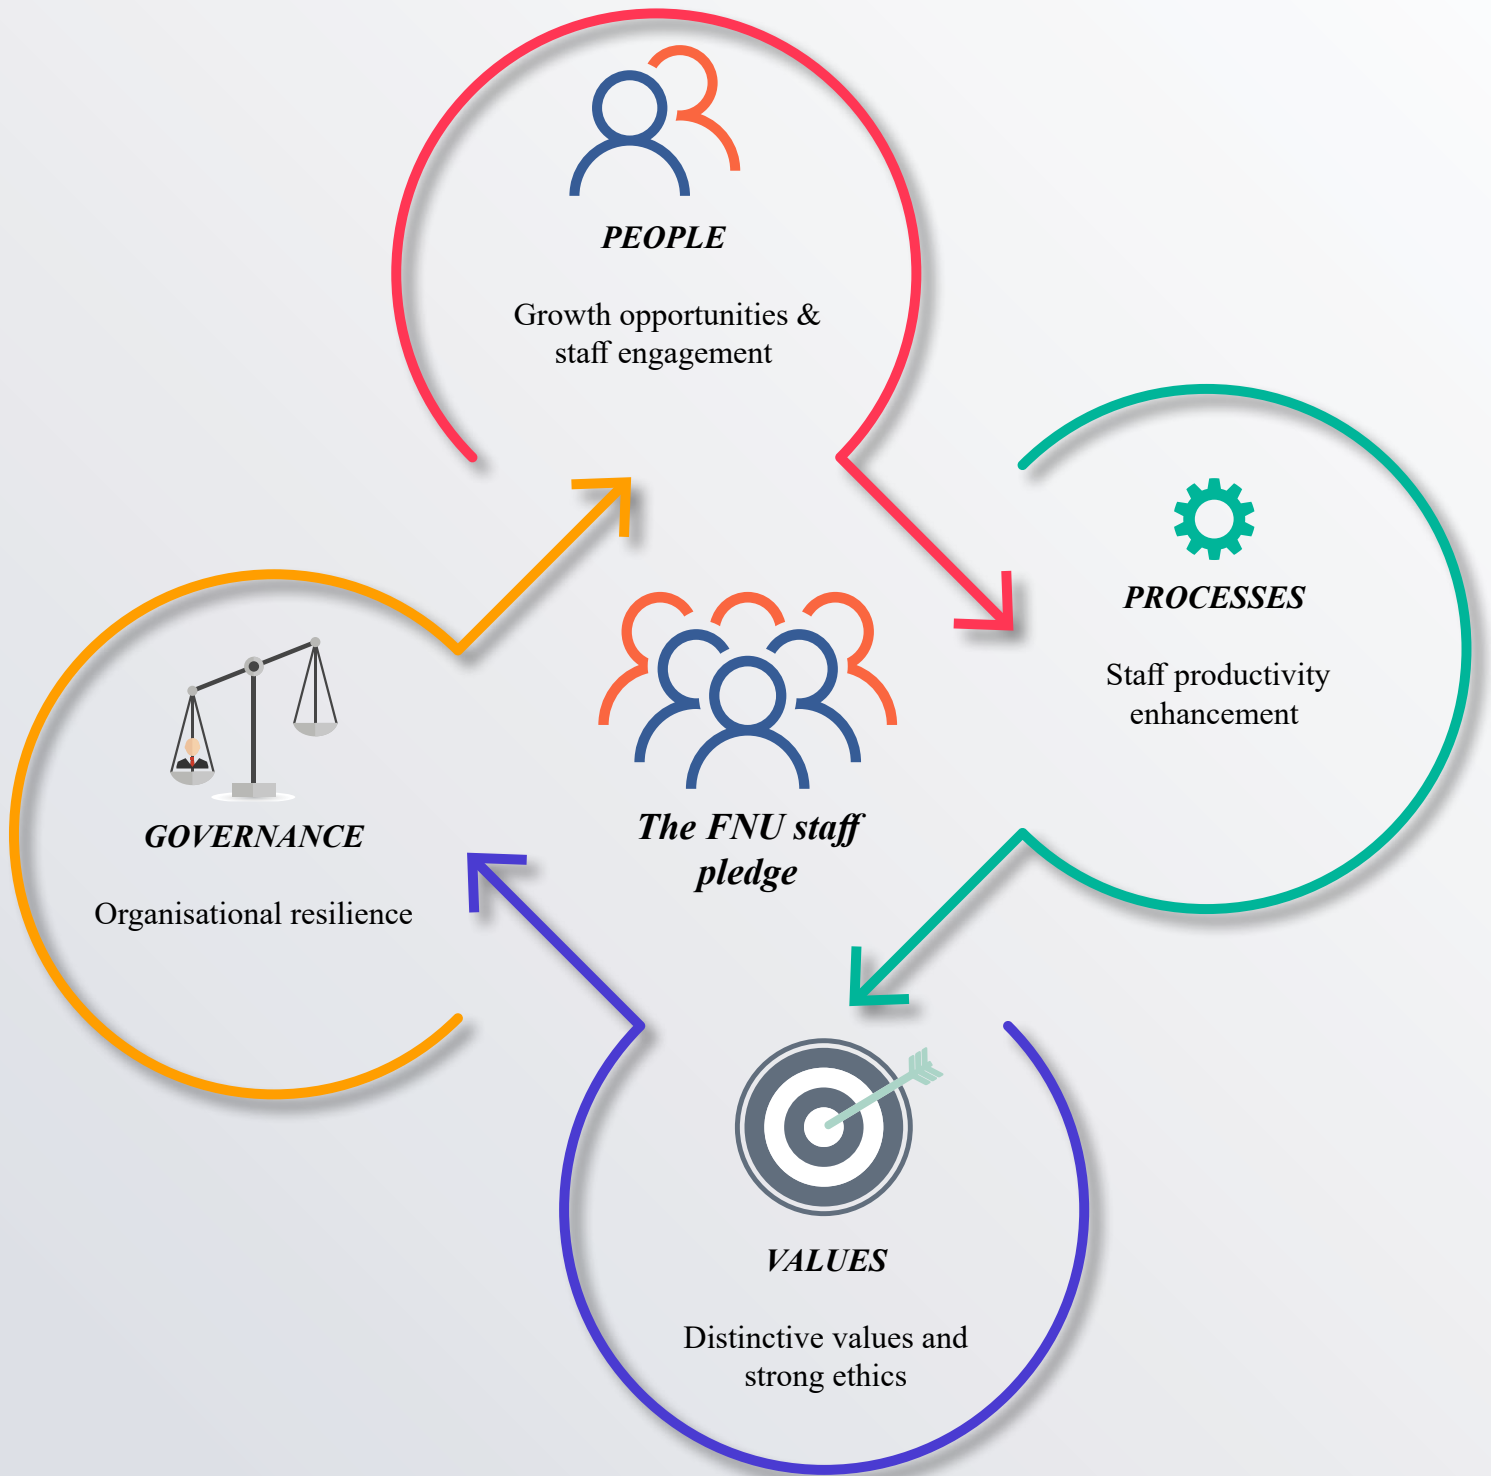 PEOPLE
Growth opportunities &
staff engagement
PROCESSES
Staff productivity
enhancement
The FNU staff
pledge
GOVERNANCE
Organisational resilience
VALUES
Distinctive values and
strong ethics